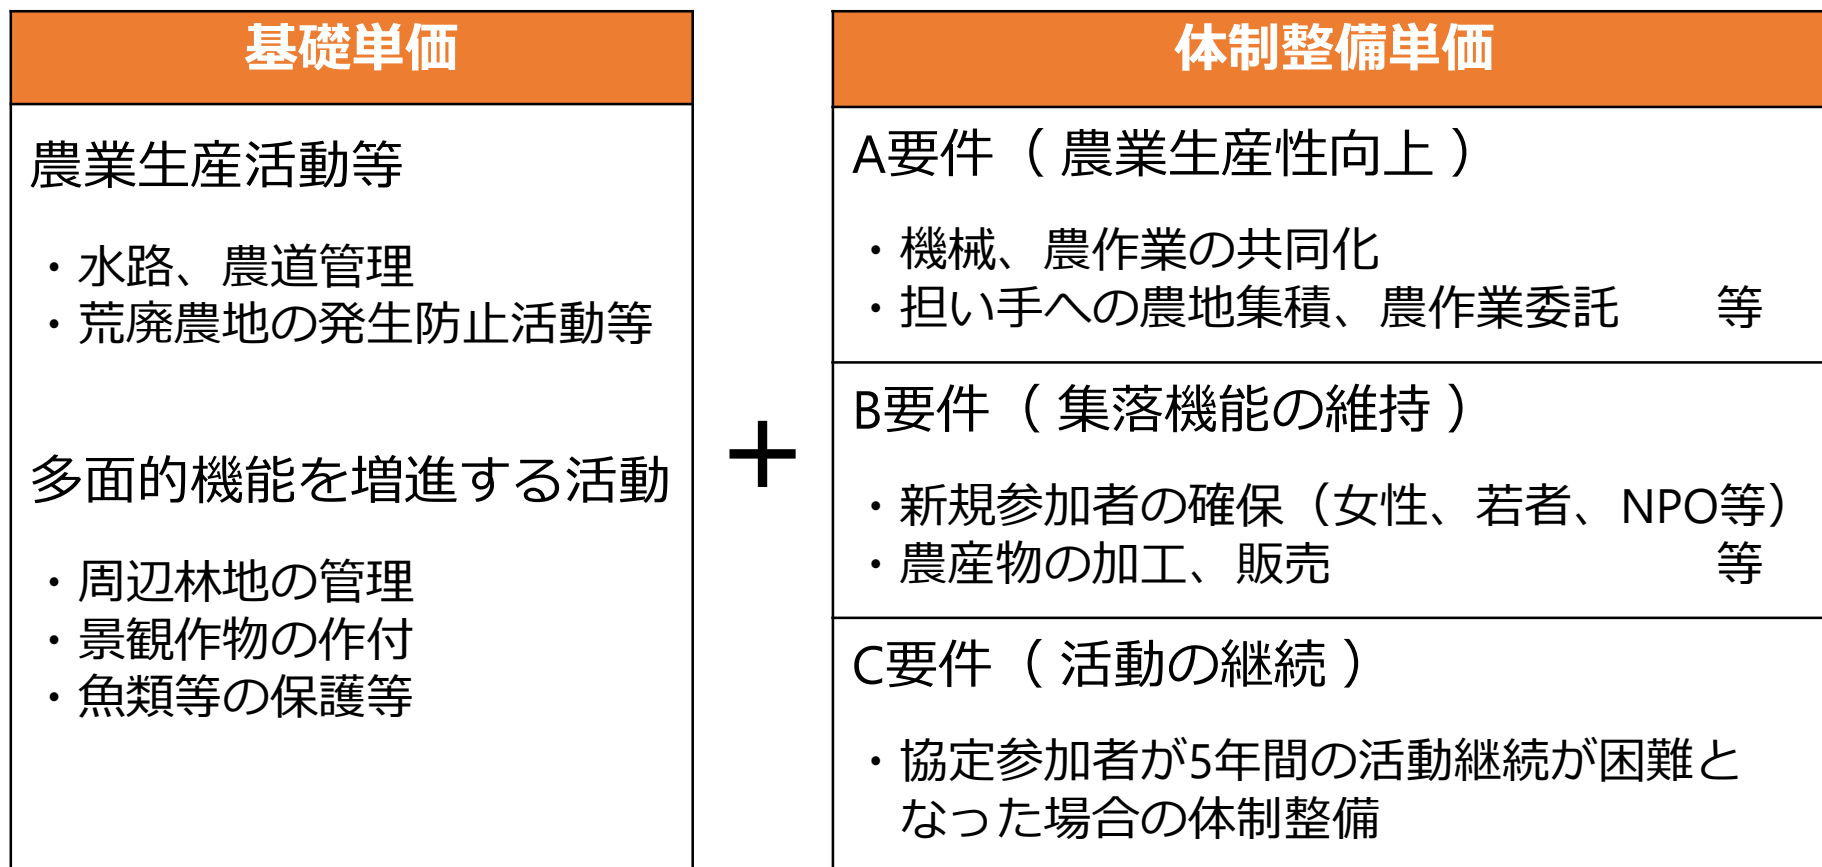 基礎単価
農業生産活動等
・水路、農道管理
・荒廃農地の発生防止活動等
多面的機能を増進する活動
・周辺林地の管理
・景観作物の作付
・魚類等の保護等
＋
体制整備単価
A要件（ 農業生産性向上 ）
・機械、農作業の共同化
・担い手への農地集積、農作業委託　　等
B要件（ 集落機能の維持 ）
・新規参加者の確保（女性、若者、NPO等）
・農産物の加工、販売　　　　　　　　等
C要件（ 活動の継続 ）
・協定参加者が5年間の活動継続が困難と
なった場合の体制整備